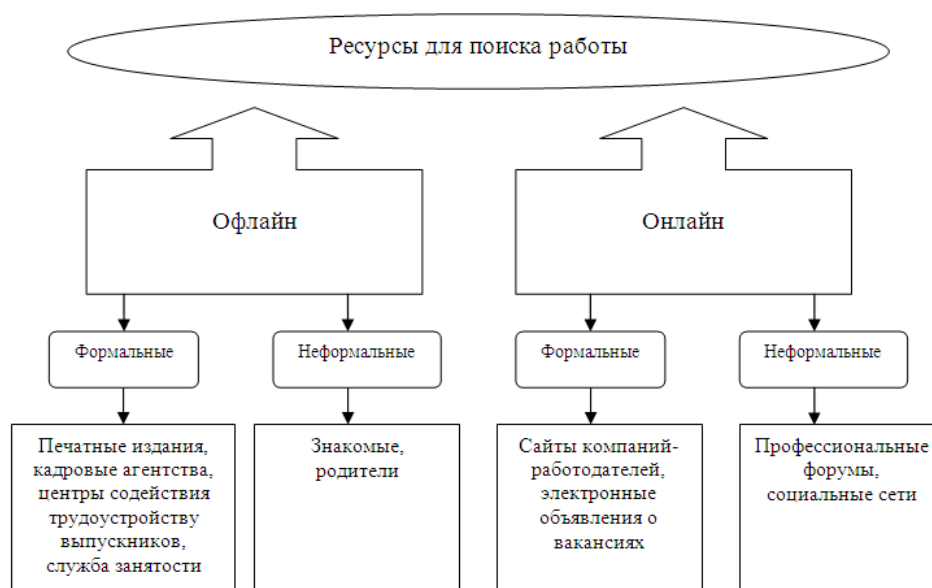 Ресурсы для поиска работы
Офлайн
Онлайн
Формальные
Неформальные
Формальные
Неформальные
Печатные издания,
кадровые агентства,
центры содействия
трудоустройству
выпускников,
служба занятости
Знакомые,
родители
Сайты компаний-
работодателей,
электронные
объявления о
вакансиях
Профессиональные
форумы,
социальные сети